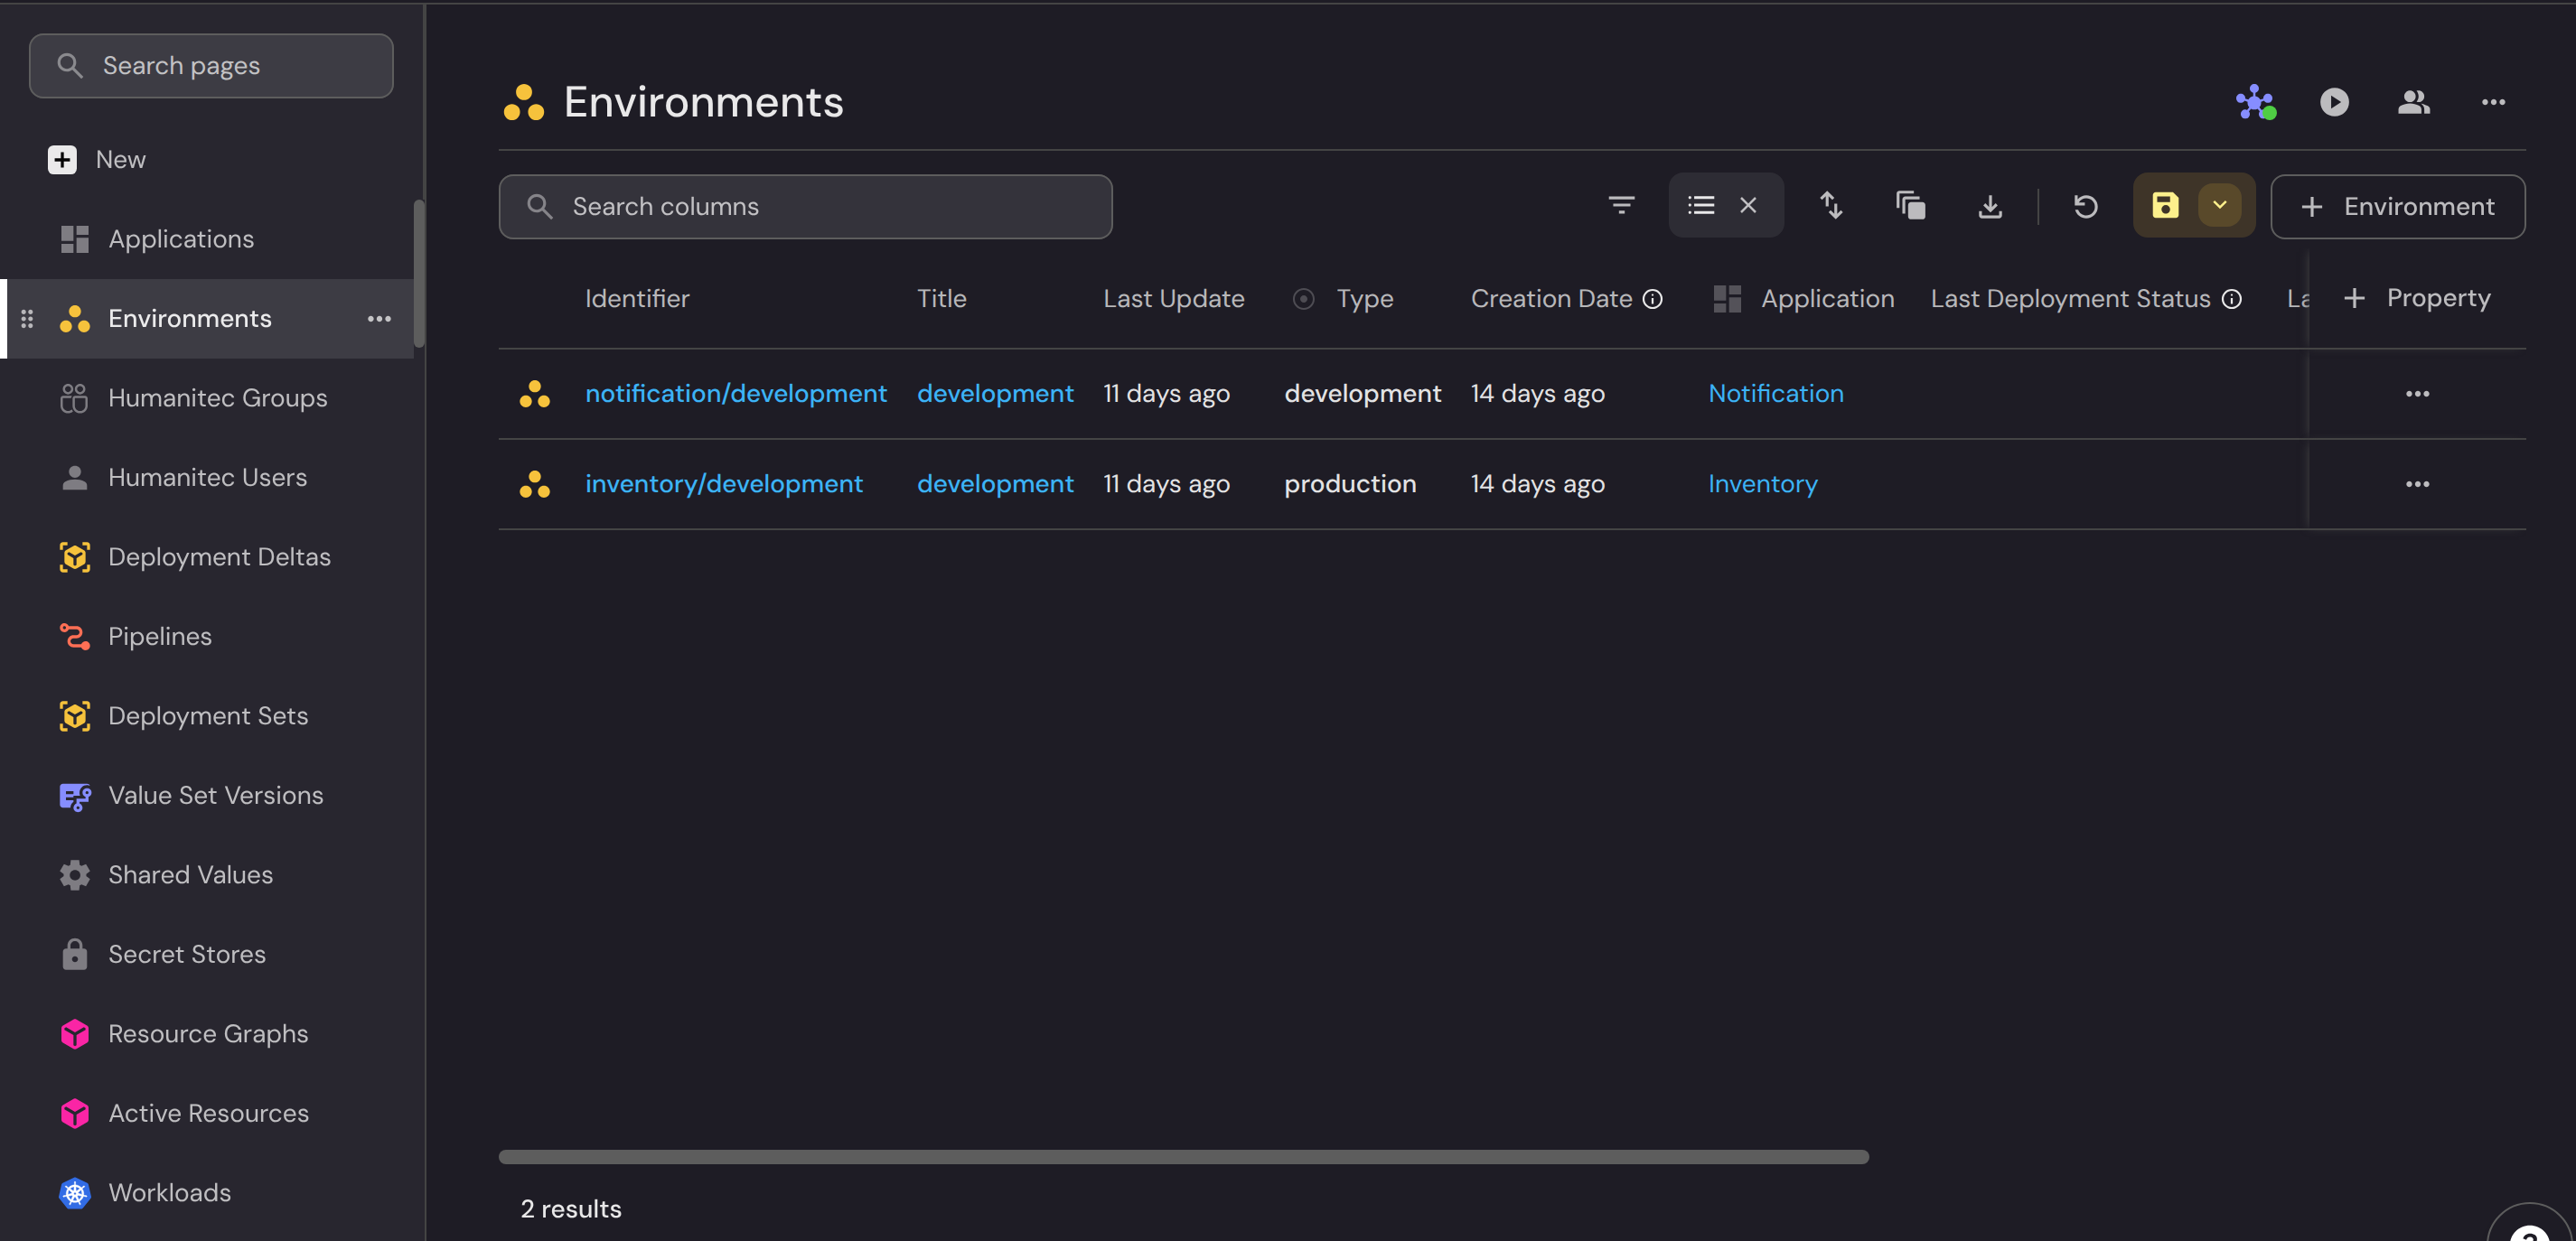 Search pages
New
Applications
Environments
Humanitec Groups
Humanitec Users
Deployment Deltas
Pipelines
Deployment Sets
Value Set Versions
Shared Values
Secret Stores
Resource Graphs
Active Resources
Workloads
Environments
Search columns
Environment
Identifier Title Last Update Type Creation Date Application Last Deployment Status La Property
notification/development development 11 days ago development 14 days ago Notification
inventory/development development 11 days ago production 14 days ago Inventory
2 results